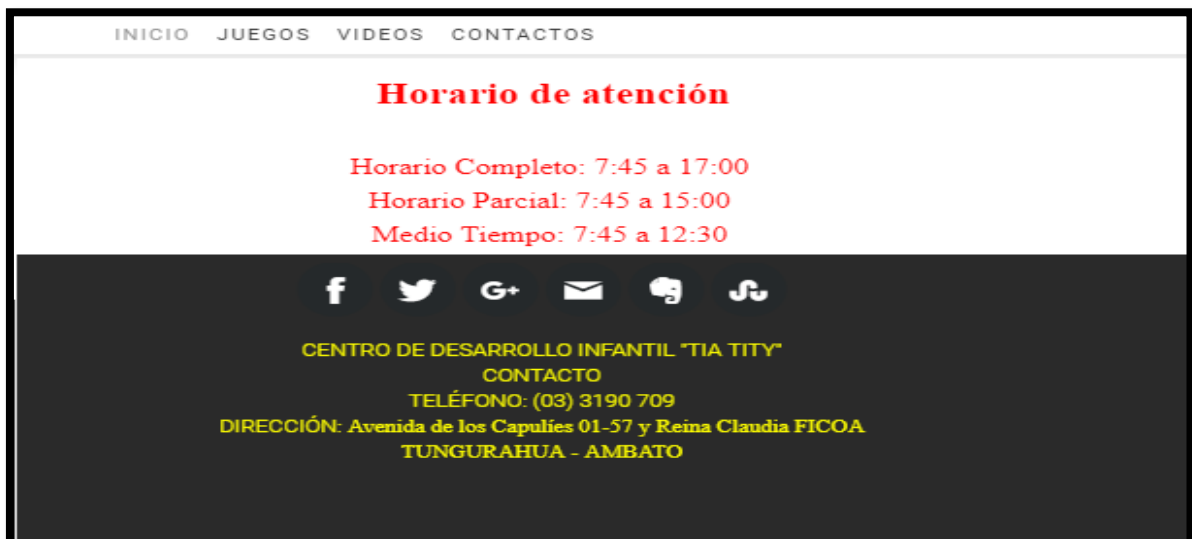 INICIO JUEGOS VIDEOS CONTACTOS
Horario de atención
Horario Completo: 7:45 a 17:00
Horario Parcial: 7:45 a 15:00
Medio Tiempo: 7:45 a 12:30
CENTRO DE DESARROLLO INFANTIL "TIA TITY"
CONTACTO
TELÉFONO: (03) 3190 709
DIRECCIÓN: Avenida de los Capulíes 01-57 y Reina Claudia FICOA
TUNGURAHUA - AMBATO